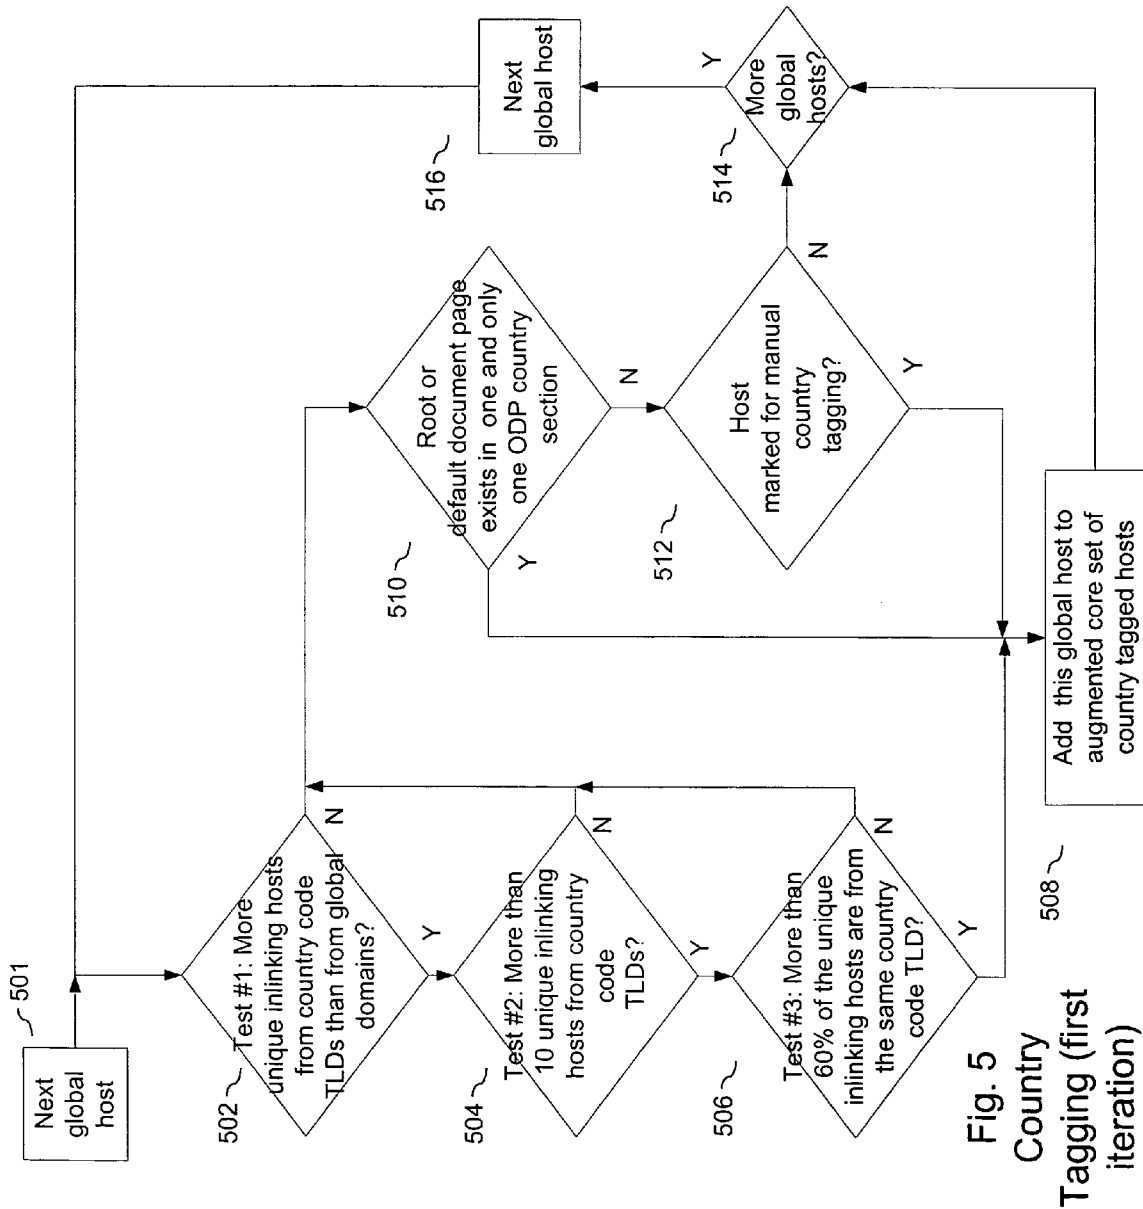 Next
global
host
501
502
Test #1: More
unique inlinking hosts
from country code
TLDs than from global
domains?
N
Y
504
Test #2: More than
10 unique inlinking
hosts from country
code
TLDs?
N
Y
506
Test #3: More than
60% of the unique
inlinking hosts are from
the same country
code TLD?
N
Y
508
Add this global host to
augmented core set of
country tagged hosts
510
Root or
default document page
exists in one and only
one ODP country
section
Y
N
512
Host
marked for manual
country
tagging?
N
Y
514
More
global
hosts?
Y
516
Next
global host
Fig. 5
Country
Tagging (first
iteration)